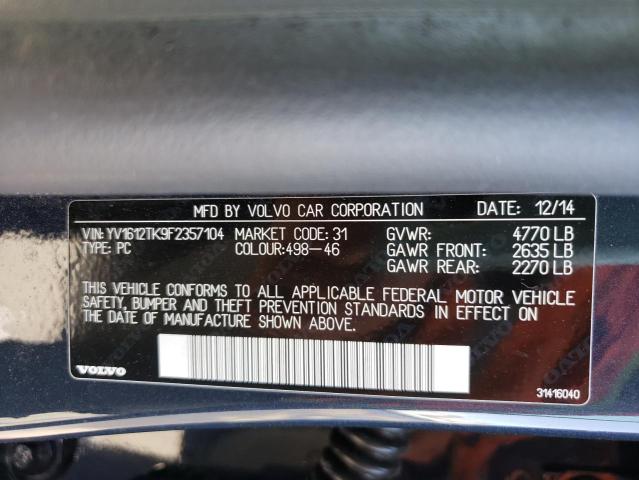 MFD BY VOLVO CAR CORPORATION DATE: 12/14
VIN:YV1612TK9F2357104 MARKET CODE: 31 GVWR: 4770 LB
TYPE: PC COLOUR:498-46 GAWR FRONT: 2635 LB
GAWR REAR: 2270 LB
THIS VEHICLE CONFORMS TO ALL APPLICABLE FEDERAL MOTOR VEHICLE
SAFETY, BUMPER AND THEFT PREVENTION STANDARDS IN EFFECT ON
THE DATE OF MANUFACTURE SHOWN ABOVE.
VOLVO 31416040